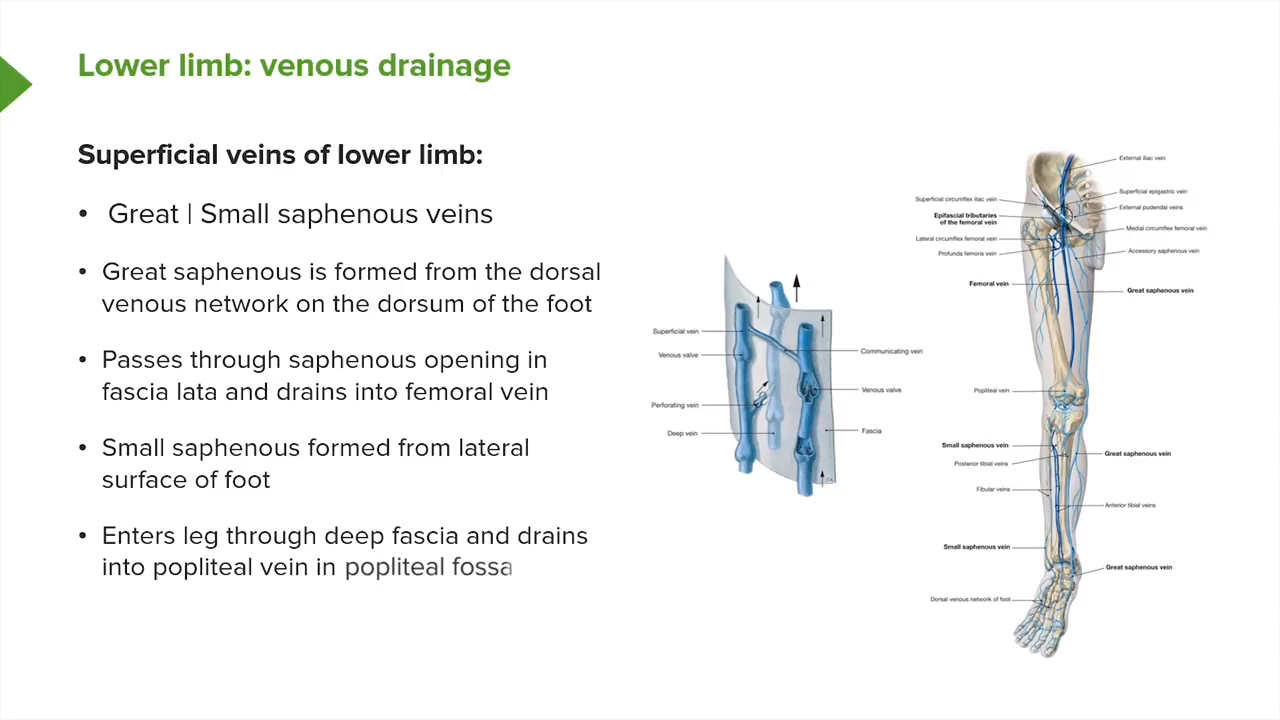 Lower limb: venous drainage
Superficial veins of lower limb:
• Great | Small saphenous veins
• Great saphenous is formed from the dorsal
venous network on the dorsum of the foot
• Passes through saphenous opening in
fascia lata and drains into femoral vein
• Small saphenous formed from lateral
surface of foot
• Enters leg through deep fascia and drains
into popliteal vein in popliteal fossa
Superficial vein
Venous valve
Perforating vein
Deep vein
Communicating vein
Venous valve
Fascia
Superficial circumflex iliac vein
Epifascial tributaries
of the femoral vein
Lateral circumflex femoral vein
Profunda femoris vein
Femoral vein
Popliteal vein
Small saphenous vein
Posterior tibial veins
Fibular veins
Small saphenous vein
Dorsal venous network of foot
External iliac vein
Superficial epigastric vein
External pudendal veins
Medial circumflex femoral vein
Accessory saphenous vein
Great saphenous vein
Great saphenous vein
Anterior tibial veins
Great saphenous vein